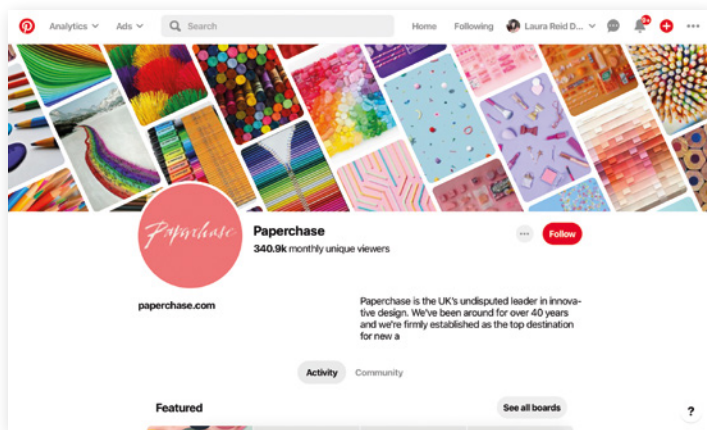 Analytics Ads Search Home Following Laura Reid D... 9+
Paperchase
Paperchase
340.9k monthly unique viewers
Follow
paperchase.com
Paperchase is the UK's undisputed leader in innova-
tive design. We've been around for over 40 years
and we're firmly established as the top destination
for new a
Activity Community
Featured
See all boards
?